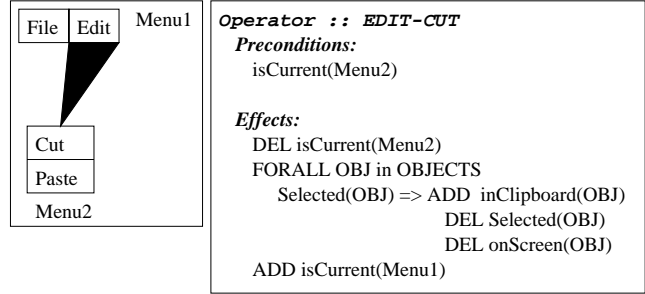 File Edit Menu1
Cut
Paste
Menu2
Operator :: EDIT-CUT
Preconditions:
isCurrent(Menu2)
Effects:
DEL isCurrent(Menu2)
FORALL OBJ in OBJECTS
Selected(OBJ) => ADD inClipboard(OBJ)
DEL Selected(OBJ)
DEL onScreen(OBJ)
ADD isCurrent(Menu1)